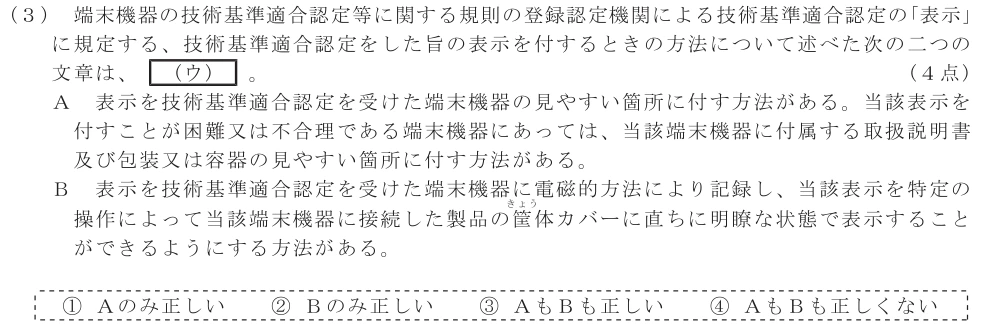 （３） 端末機器の技術基準適合認定等に関する規則の登録認定機関による技術基準適合認定の「表示」
に規定する、技術基準適合認定をした旨の表示を付するときの方法について述べた次の二つの
文章は、 （ウ） 。 （４点）
Ａ 表示を技術基準適合認定を受けた端末機器の見やすい箇所に付す方法がある。当該表示を
付すことが困難又は不合理である端末機器にあっては、当該端末機器に付属する取扱説明書
及び包装又は容器の見やすい箇所に付す方法がある。
Ｂ 表示を技術基準適合認定を受けた端末機器に電磁的方法により記録し、当該表示を特定の
きょう
操作によって当該端末機器に接続した製品の筐体カバーに直ちに明瞭な状態で表示すること
ができるようにする方法がある。
① Ａのみ正しい ② Ｂのみ正しい ③ ＡもＢも正しい ④ ＡもＢも正しくない